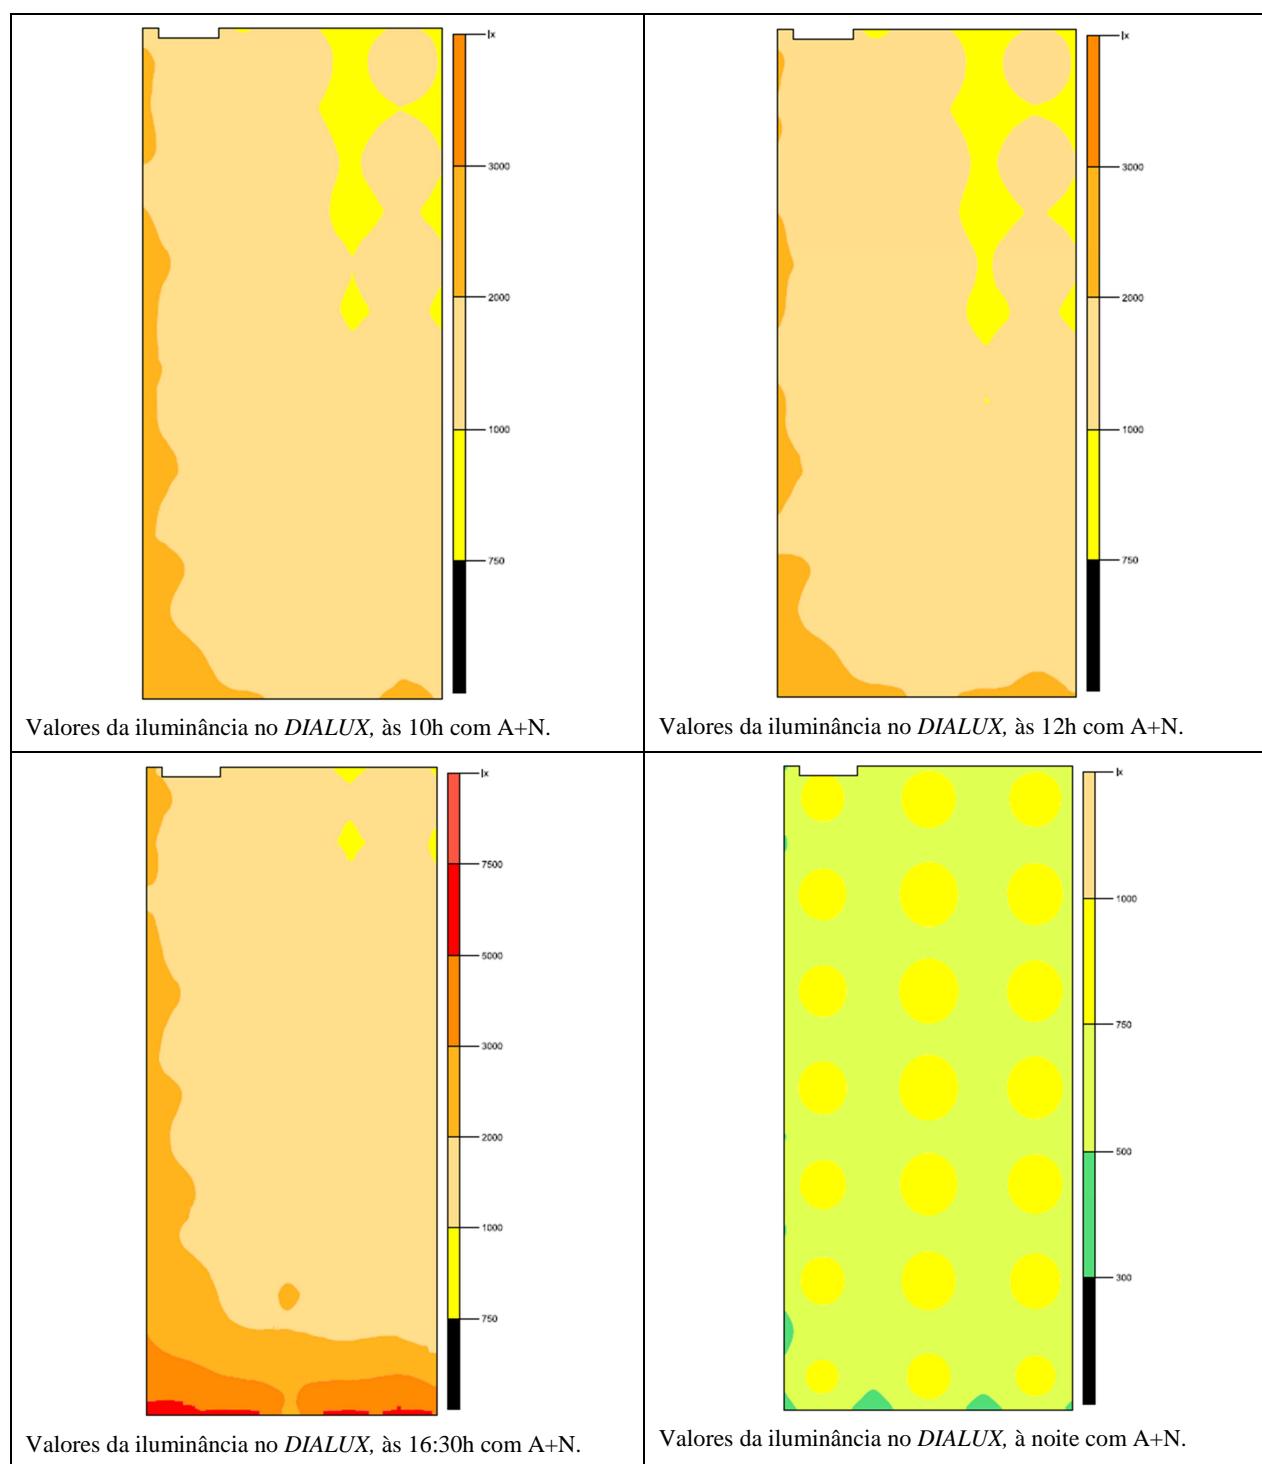 lx
3000
2000
1000
750
Valores da iluminância no DIALUX, às 10h com A+N.
lx
3000
2000
1000
750
Valores da iluminância no DIALUX, às 12h com A+N.
lx
7500
5000
3000
2000
1000
750
Valores da iluminância no DIALUX, às 16:30h com A+N.
lx
1000
750
500
300
Valores da iluminância no DIALUX, à noite com A+N.